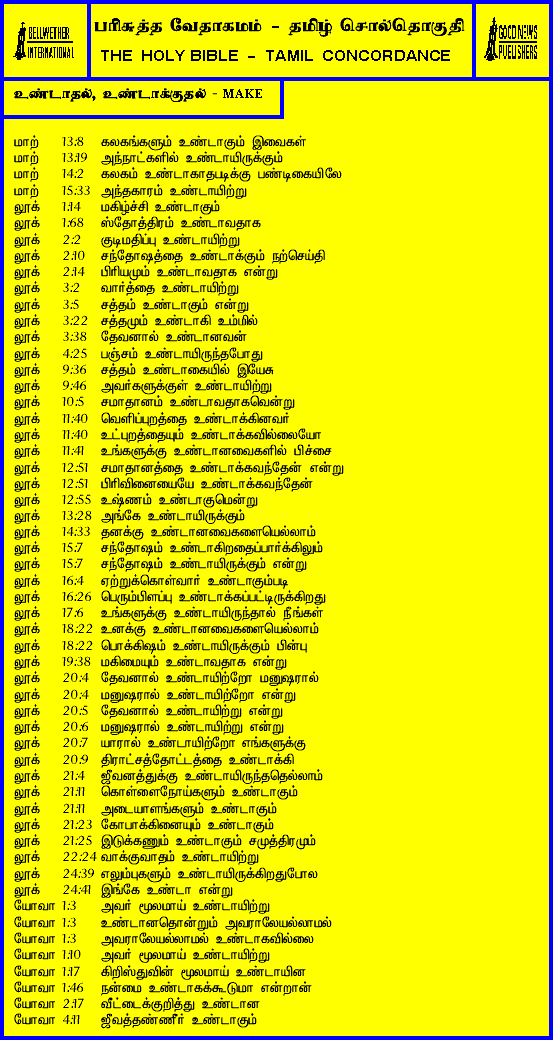 BELLWETHER
INTERNATIONAL
பரிசுத்த வேதாகமம் – தமிழ் சொல்தொகுதி
THE HOLY BIBLE – TAMIL CONCORDANCE
GOOD NEWS
PUBLISHERS
உண்டாதல், உண்டாக்குதல் - MAKE
மாற் 13:8 கலகங்களும் உண்டாகும் இவைகள்
மாற் 13:19 அந்நாட்களில் உண்டாயிருக்கும்
மாற் 14:2 கலகம் உண்டாகாதபடிக்கு பண்டிகையிலே
மாற் 15:33 அந்தகாரம் உண்டாயிற்று
லூக் 1:14 மகிழ்ச்சி உண்டாகும்
லூக் 1:68 ஸ்தோத்திரம் உண்டாவதாக
லூக் 2:2 குடிமதிப்பு உண்டாயிற்று
லூக் 2:10 சந்தோஷத்தை உண்டாக்கும் நற்செய்தி
லூக் 2:14 பிரியமும் உண்டாவதாக என்று
லூக் 3:2 வார்த்தை உண்டாயிற்று
லூக் 3:5 சத்தம் உண்டாகும் என்று
லூக் 3:22 சத்தமும் உண்டாகி உம்மில்
லூக் 3:38 தேவனால் உண்டானவன்
லூக் 4:25 பஞ்சம் உண்டாயிருந்தபோது
லூக் 9:36 சத்தம் உண்டாகையில் இயேசு
லூக் 9:46 அவர்களுக்குள் உண்டாயிற்று
லூக் 10:5 சமாதானம் உண்டாவதாகவென்று
லூக் 11:40 வெளிப்புறத்தை உண்டாக்கினவர்
லூக் 11:40 உட்புறத்தையும் உண்டாக்கவில்லையோ
லூக் 11:41 உங்களுக்கு உண்டானவைகளில் பிச்சை
லூக் 12:51 சமாதானத்தை உண்டாக்கவந்தேன் என்று
லூக் 12:51 பிரிவினையையே உண்டாக்கவந்தேன்
லூக் 12:55 உஷ்ணம் உண்டாகுமென்று
லூக் 13:28 அங்கே உண்டாயிருக்கும்
லூக் 14:33 தனக்கு உண்டானவைகளையெல்லாம்
லூக் 15:7 சந்தோஷம் உண்டாகிறதைப்பார்க்கிலும்
லூக் 15:7 சந்தோஷம் உண்டாயிருக்கும் என்று
லூக் 16:4 ஏற்றுக்கொள்வார் உண்டாகும்படி
லூக் 16:26 பெரும்பிளப்பு உண்டாக்கப்பட்டிருக்கிறது
லூக் 17:6 உங்களுக்கு உண்டாயிருந்தால் நீங்கள்
லூக் 18:22 உனக்கு உண்டானவைகளையெல்லாம்
லூக் 18:22 பொக்கிஷம் உண்டாயிருக்கும் பின்பு
லூக் 19:38 மகிமையும் உண்டாவதாக என்று
லூக் 20:4 தேவனால் உண்டாயிற்றோ மனுஷரால்
லூக் 20:4 மனுஷரால் உண்டாயிற்றோ என்று
லூக் 20:5 தேவனால் உண்டாயிற்று என்று
லூக் 20:6 மனுஷரால் உண்டாயிற்று என்று
லூக் 20:7 யாரால் உண்டாயிற்றோ எங்களுக்கு
லூக் 20:9 திராட்சத்தோட்டத்தை உண்டாக்கி
லூக் 21:4 ஜீவனத்துக்கு உண்டாயிருந்ததெல்லாம்
லூக் 21:11 கொள்ளைநோய்களும் உண்டாகும்
லூக் 21:11 அடையாளங்களும் உண்டாகும்
லூக் 21:23 கோபாக்கினையும் உண்டாகும்
லூக் 21:25 இடுக்கணும் உண்டாகும் சமுத்திரமும்
லூக் 22:24 வாக்குவாதம் உண்டாயிற்று
லூக் 24:39 எலும்புகளும் உண்டாயிருக்கிறதுபோல
லூக் 24:41 இங்கே உண்டா என்று
யோவா 1:3 அவர் மூலமாய் உண்டாயிற்று
யோவா 1:3 உண்டானதொன்றும் அவராலேயல்லாமல்
யோவா 1:3 அவராலேயல்லாமல் உண்டாகவில்லை
யோவா 1:10 அவர் மூலமாய் உண்டாயிற்று
யோவா 1:17 கிறிஸ்துவின் மூலமாய் உண்டாயின
யோவா 1:46 நன்மை உண்டாகக்கூடுமா என்றான்
யோவா 2:17 வீட்டைக்குறித்து உண்டான
யோவா 4:11 ஜீவத்தண்ணீர் உண்டாகும்